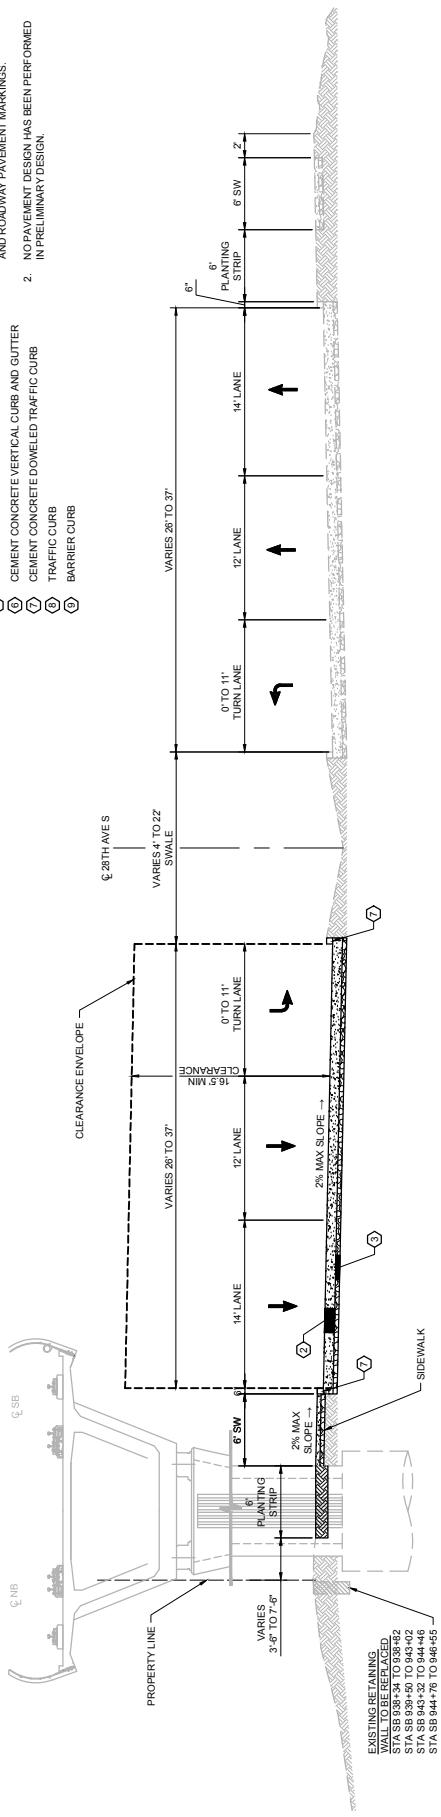 AND ROADWAY PAVEMENT MARKINGS.
2. NO PAVEMENT DESIGN HAS BEEN PERFORMED
IN PRELIMINARY DESIGN.
6 CEMENT CONCRETE VERTICAL CURB AND GUTTER
7 CEMENT CONCRETE DOWELED TRAFFIC CURB
8 TRAFFIC CURB
9 BARRIER CURB
℄ NB
℄ SB
℄ 28TH AVE S
CLEARANCE ENVELOPE
PROPERTY LINE
VARIES 26' TO 37'
VARIES 4' TO 22'
SWALE
VARIES 26' TO 37'
VARIES
3'-6" TO 7'-6"
6'
PLANTING
STRIP
6' SW
6"
14' LANE
12' LANE
0' TO 11'
TURN LANE
16.5' MIN
CLEARANCE
0' TO 11'
TURN LANE
12' LANE
14' LANE
6"
6'
PLANTING
STRIP
6' SW
2'
2% MAX
SLOPE →
2% MAX SLOPE →
2
7
3
7
SIDEWALK
EXISTING RETAINING
WALL TO BE REPLACED
STA SB 938+34 TO 938+82
STA SB 939+50 TO 943+02
STA SB 943+32 TO 944+46
STA SB 944+76 TO 946+55